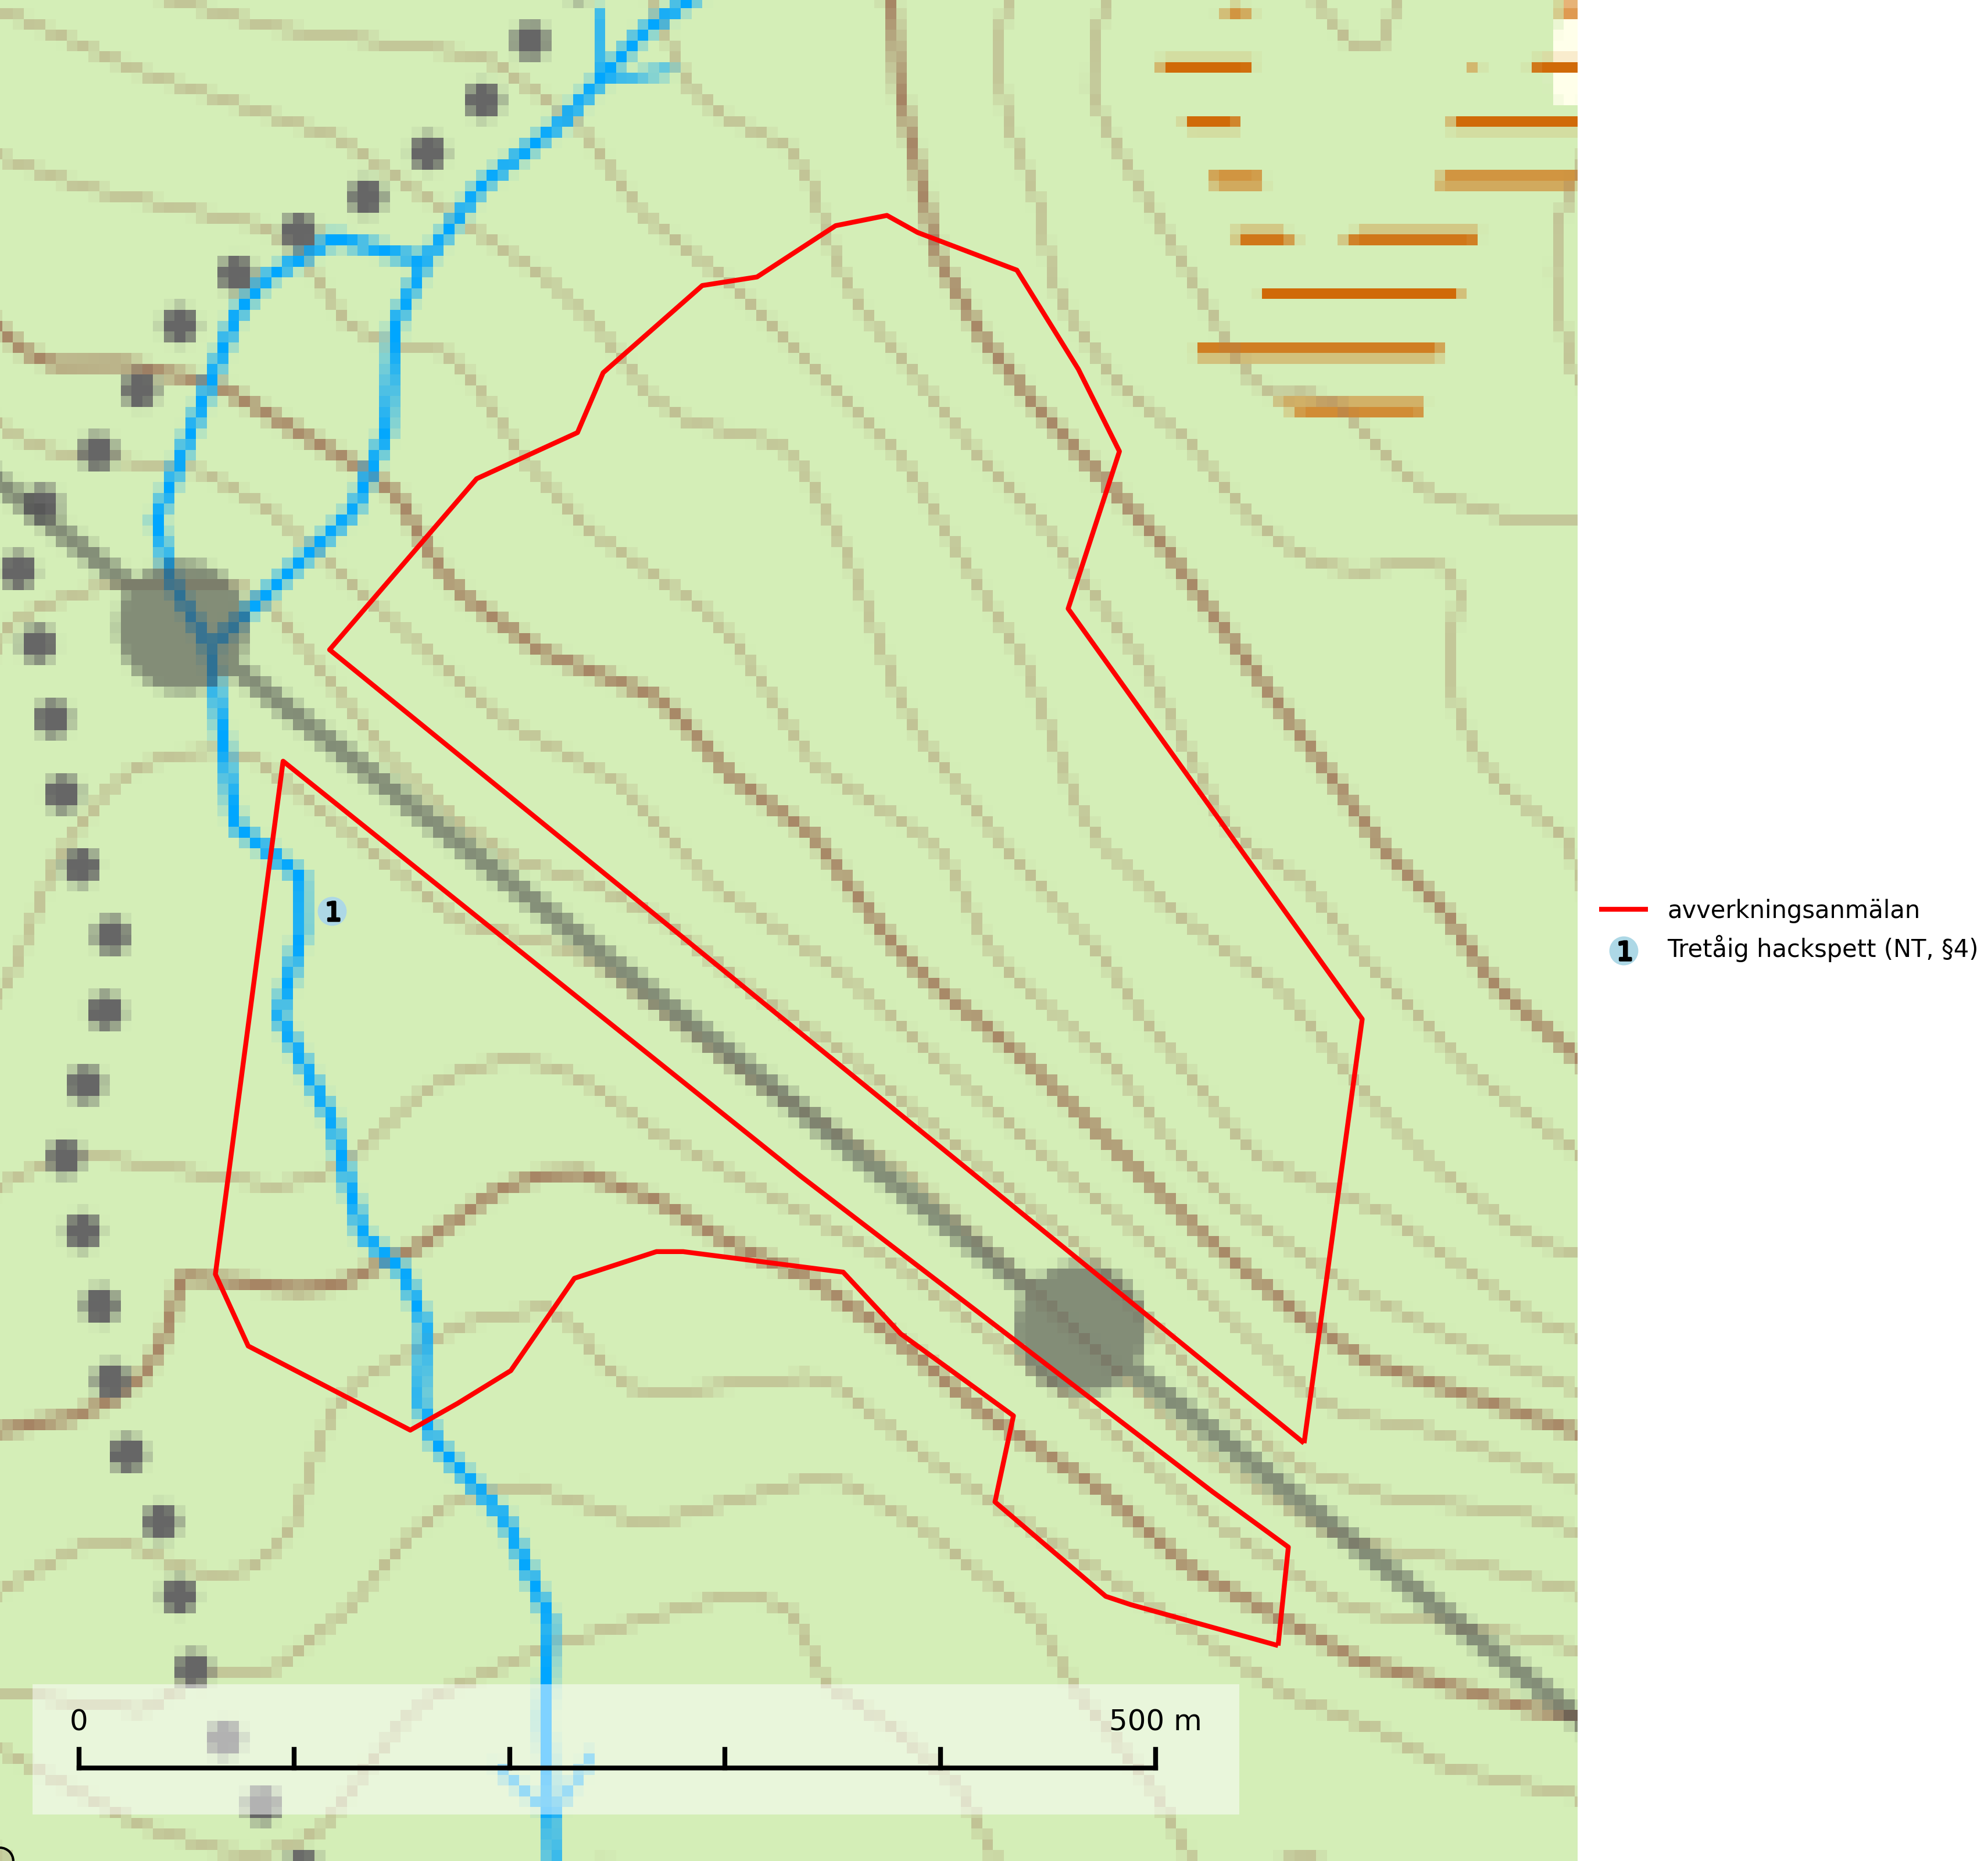 1
avverkningsanmälan
1 Tretåig hackspett (NT, §4)
0 500 m